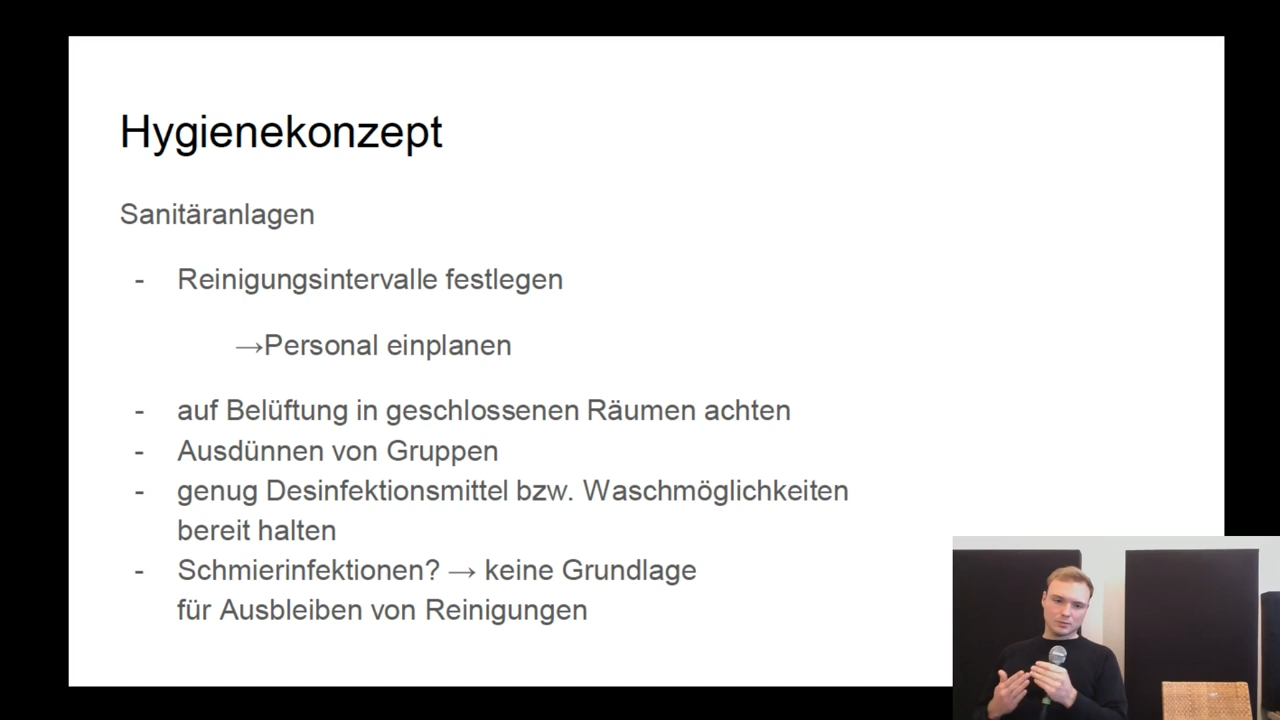 Hygienekonzept
Sanitäranlagen
- Reinigungsintervalle festlegen
→Personal einplanen
- auf Belüftung in geschlossenen Räumen achten
- Ausdünnen von Gruppen
- genug Desinfektionsmittel bzw. Waschmöglichkeiten
bereit halten
- Schmierinfektionen? → keine Grundlage
für Ausbleiben von Reinigungen